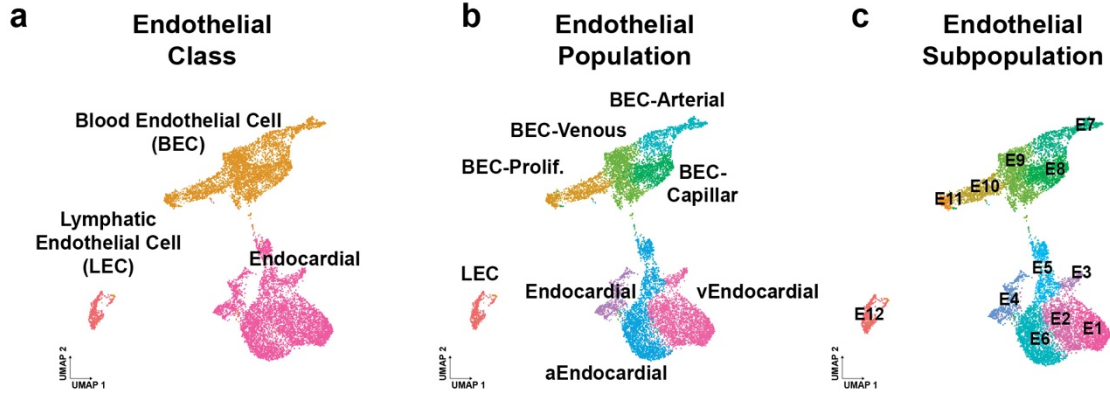 a
Endothelial
Class
Blood Endothelial Cell
(BEC)
Lymphatic
Endothelial Cell
(LEC)
Endocardial
UMAP 2
UMAP 1
b
Endothelial
Population
BEC-Arterial
BEC-Venous
BEC-Prolif.
BEC-
Capillar
LEC
Endocardial
vEndocardial
aEndocardial
UMAP 2
UMAP 1
c
Endothelial
Subpopulation
E7
E9
E8
E10
E11
E5
E3
E4
E12
E2
E1
E6
UMAP 2
UMAP 1